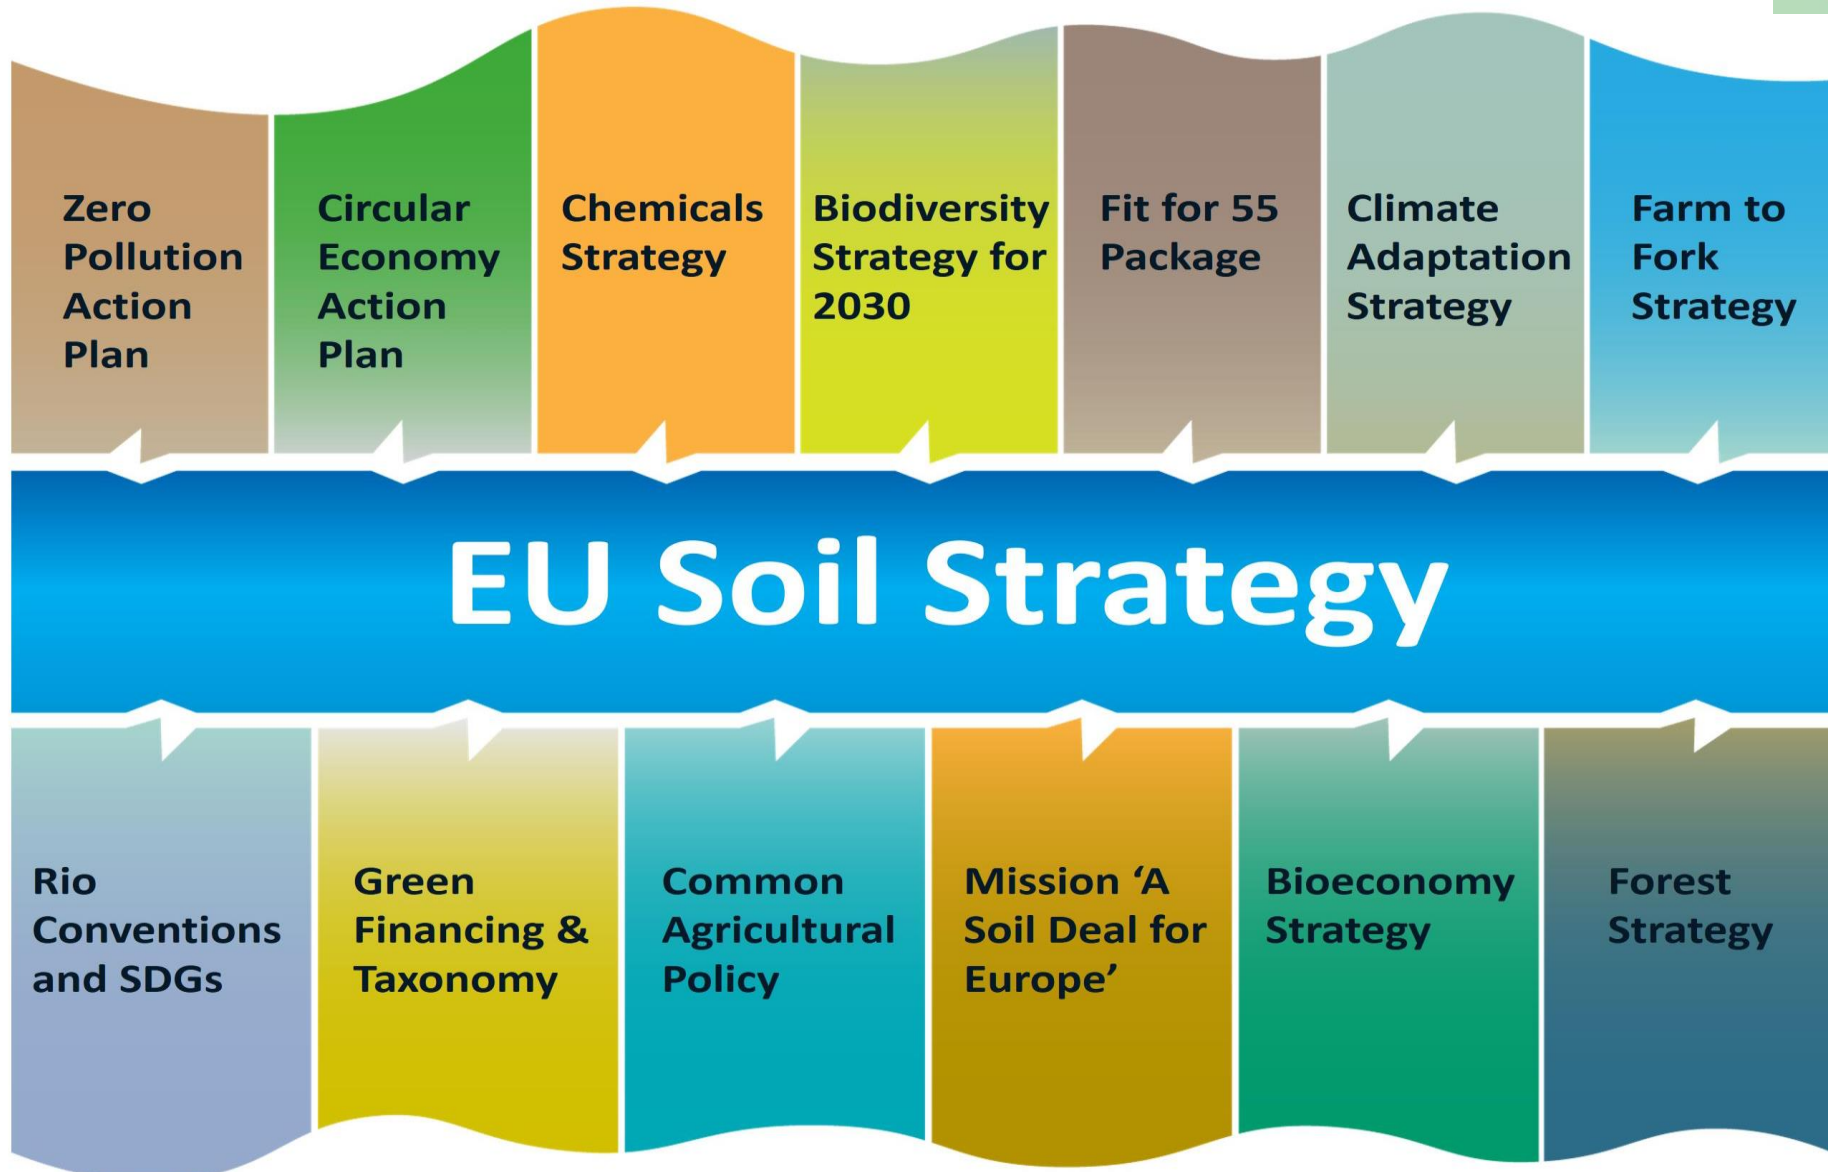 Zero
Pollution
Action
Plan
Circular
Economy
Action
Plan
Chemicals
Strategy
Biodiversity
Strategy for
2030
Fit for 55
Package
Climate
Adaptation
Strategy
Farm to
Fork
Strategy
EU Soil Strategy
Rio
Conventions
and SDGs
Green
Financing &
Taxonomy
Common
Agricultural
Policy
Mission ‘A
Soil Deal for
Europe’
Bioeconomy
Strategy
Forest
Strategy